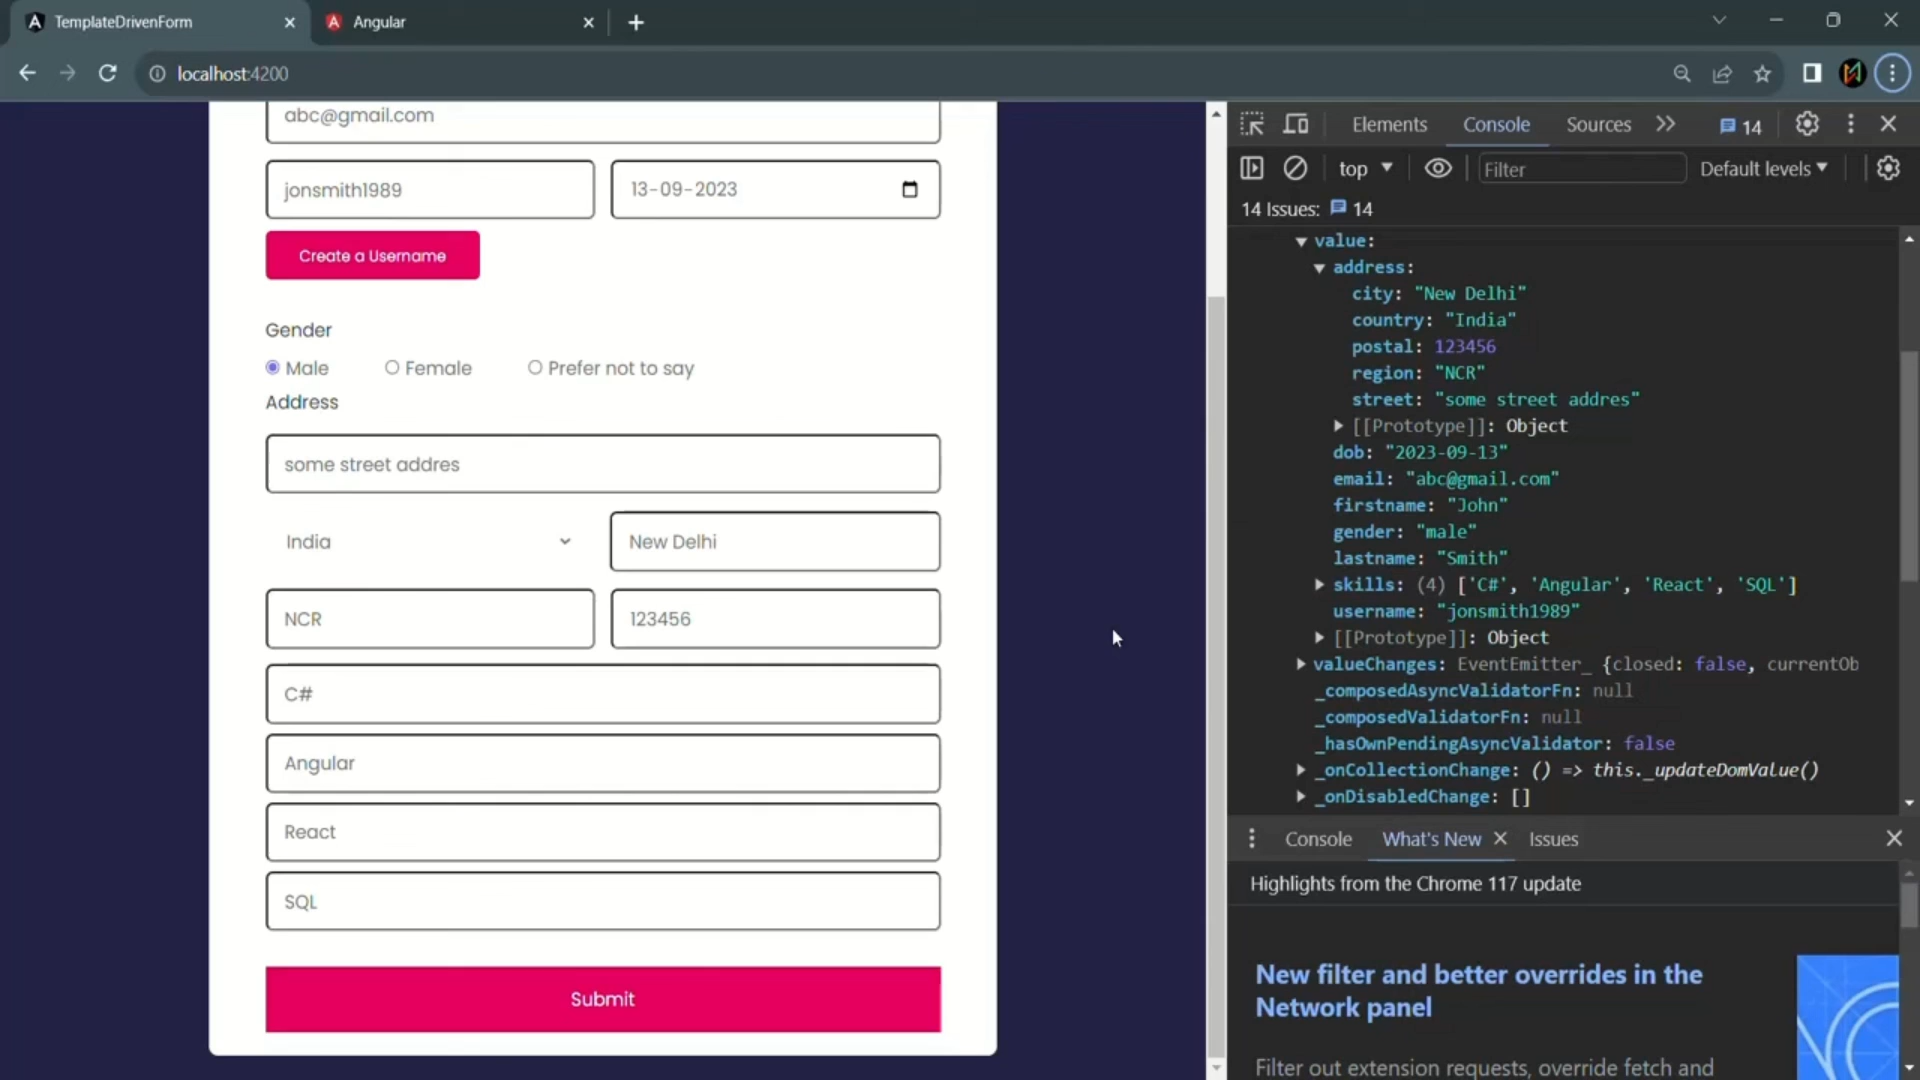 TemplateDrivenForm
Angular
localhost:4200
abc@gmail.com
jonsmith1989
13-09-2023
Create a Username
Gender
Male
Female
Prefer not to say
Address
some street addres
India
New Delhi
NCR
123456
C#
Angular
React
SQL
Submit
Elements
Console
Sources
14
top
Filter
Default levels
14 Issues: 14
value:
address:
city: "New Delhi"
country: "India"
postal: 123456
region: "NCR"
street: "some street addres"
[[Prototype]]: Object
dob: "2023-09-13"
email: "abc@gmail.com"
firstname: "John"
gender: "male"
lastname: "Smith"
skills: (4) ['C#', 'Angular', 'React', 'SQL']
username: "jonsmith1989"
[[Prototype]]: Object
valueChanges: EventEmitter_ {closed: false, currentOb
_composedAsyncValidatorFn: null
_composedValidatorFn: null
_hasOwnPendingAsyncValidator: false
_onCollectionChange: () => this._updateDomValue()
_onDisabledChange: []
Console
What's New
Issues
Highlights from the Chrome 117 update
New filter and better overrides in the
Network panel
Filter out extension requests, override fetch and